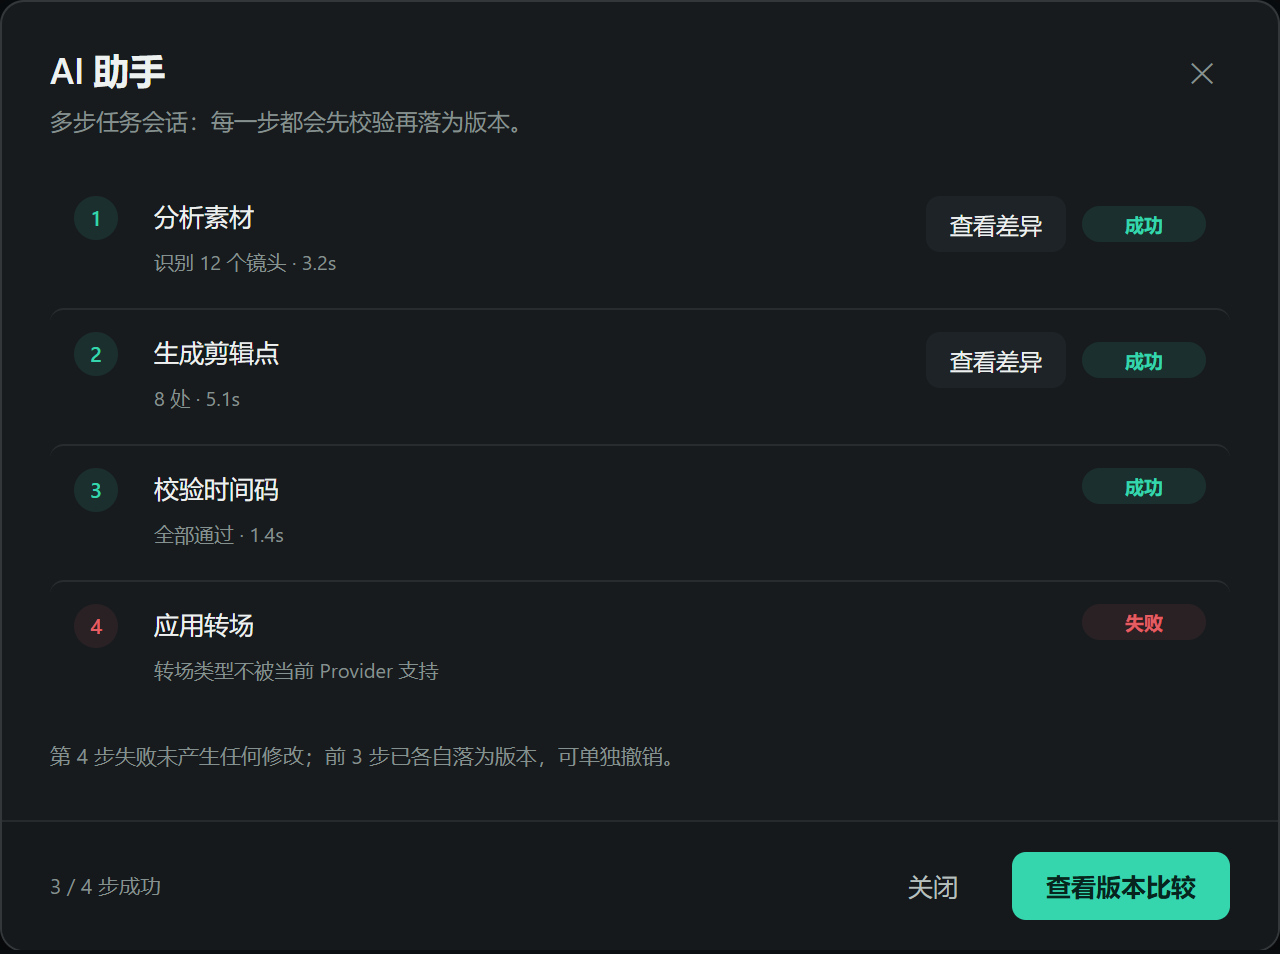 AI 助手
多步任务会话：每一步都会先校验再落为版本。
1 分析素材 查看差异 成功
识别 12 个镜头 · 3.2s
2 生成剪辑点 查看差异 成功
8 处 · 5.1s
3 校验时间码 成功
全部通过 · 1.4s
4 应用转场 失败
转场类型不被当前 Provider 支持
第 4 步失败未产生任何修改；前 3 步已各自落为版本，可单独撤销。
3 / 4 步成功 关闭 查看版本比较